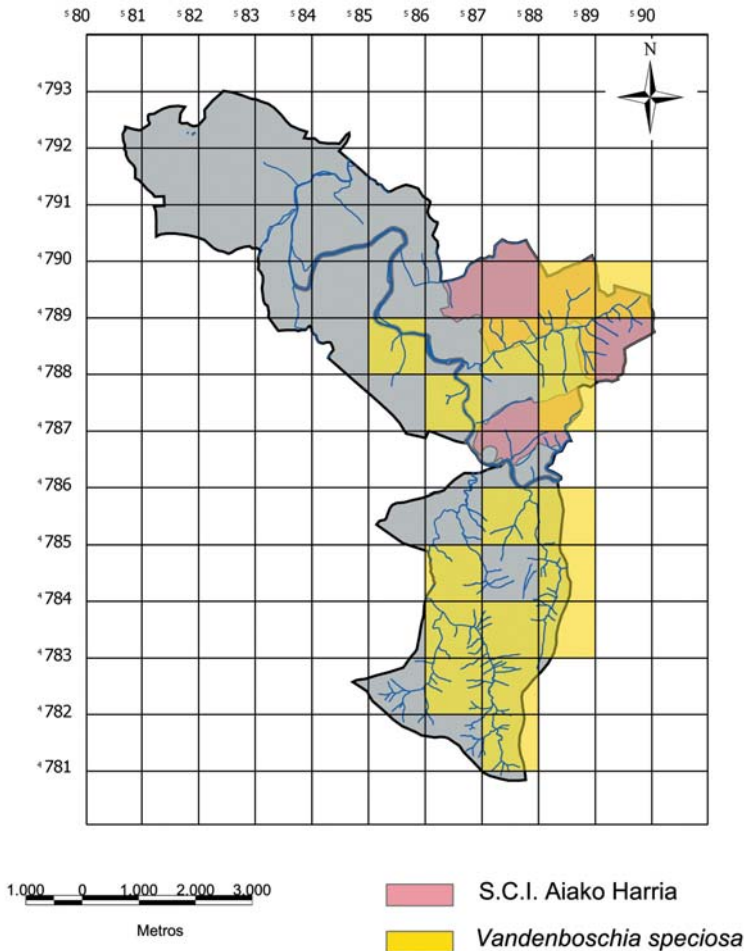 ⁵80 ⁵81 ⁵82 ⁵83 ⁵84 ⁵85 ⁵86 ⁵87 ⁵88 ⁵89 ⁵90
N
⁴793
⁴792
⁴791
⁴790
⁴789
⁴788
⁴787
⁴786
⁴785
⁴784
⁴783
⁴782
⁴781
1.000 0 1.000 2.000 3.000
Metros
S.C.I. Aiako Harria
Vandenboschia speciosa